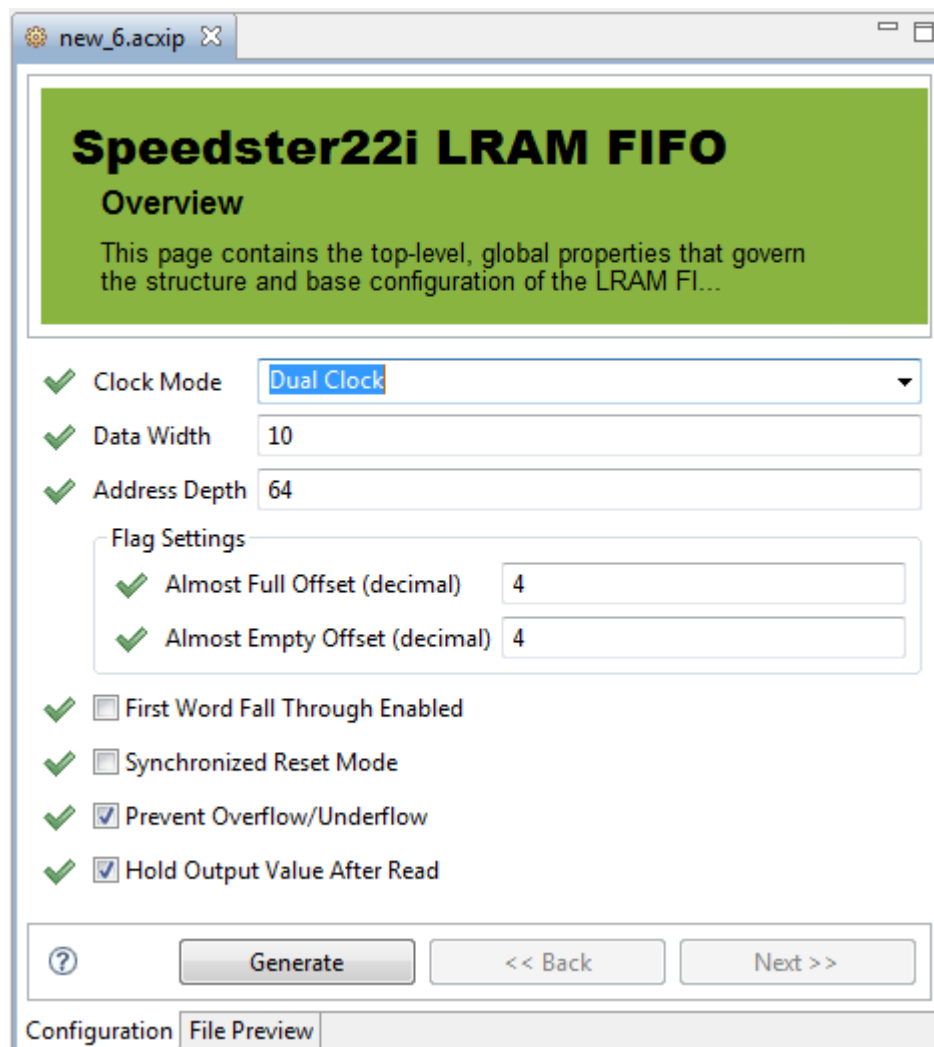 new_6.acxip
Speedster22i LRAM FIFO
Overview
This page contains the top-level, global properties that govern
the structure and base configuration of the LRAM FI...
Clock Mode Dual Clock
Data Width 10
Address Depth 64
Flag Settings
Almost Full Offset (decimal) 4
Almost Empty Offset (decimal) 4
First Word Fall Through Enabled
Synchronized Reset Mode
Prevent Overflow/Underflow
Hold Output Value After Read
? Generate << Back Next >>
Configuration File Preview